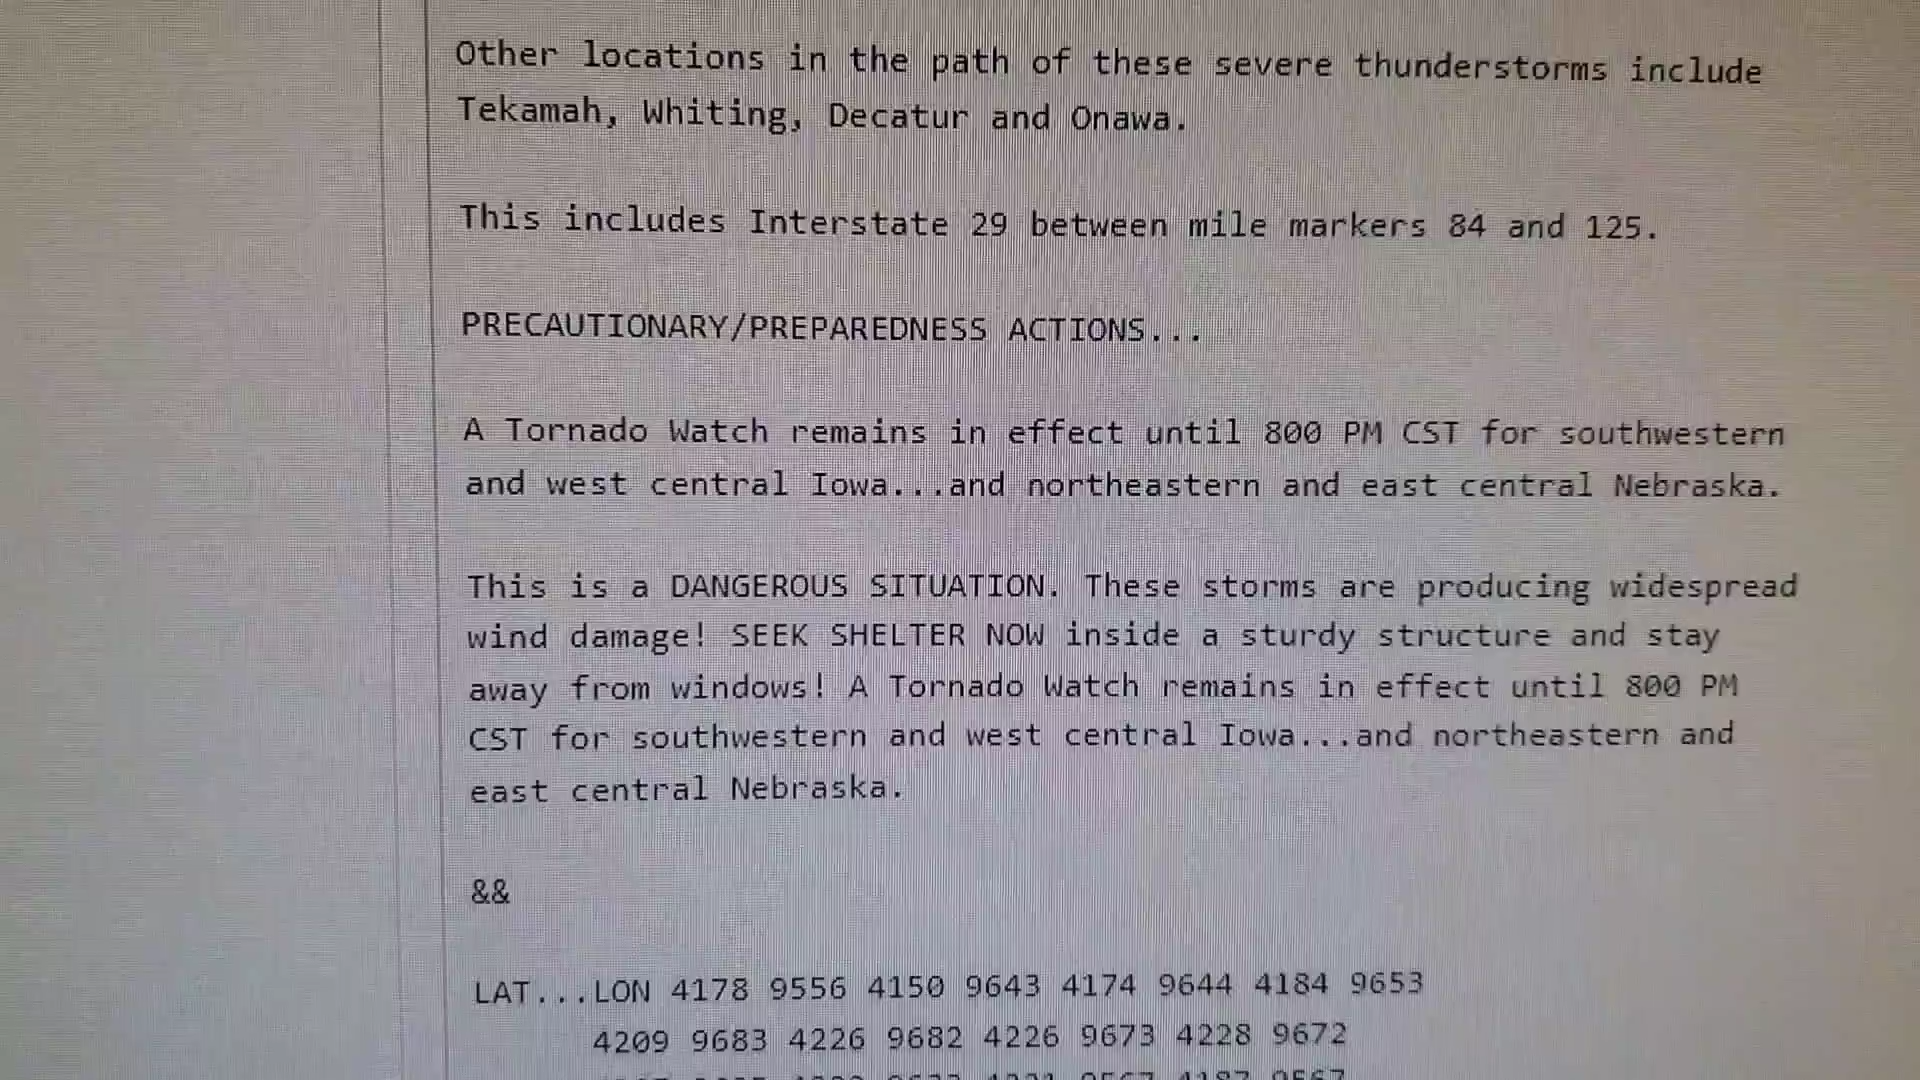 Other locations in the path of these severe thunderstorms include
Tekamah, Whiting, Decatur and Onawa.
This includes Interstate 29 between mile markers 84 and 125.
PRECAUTIONARY/PREPAREDNESS ACTIONS...
A Tornado Watch remains in effect until 800 PM CST for southwestern
and west central Iowa...and northeastern and east central Nebraska.
This is a DANGEROUS SITUATION. These storms are producing widespread
wind damage! SEEK SHELTER NOW inside a sturdy structure and stay
away from windows! A Tornado Watch remains in effect until 800 PM
CST for southwestern and west central Iowa...and northeastern and
east central Nebraska.
&&
LAT...LON 4178 9556 4150 9643 4174 9644 4184 9653
4209 9683 4226 9682 4226 9673 4228 9672